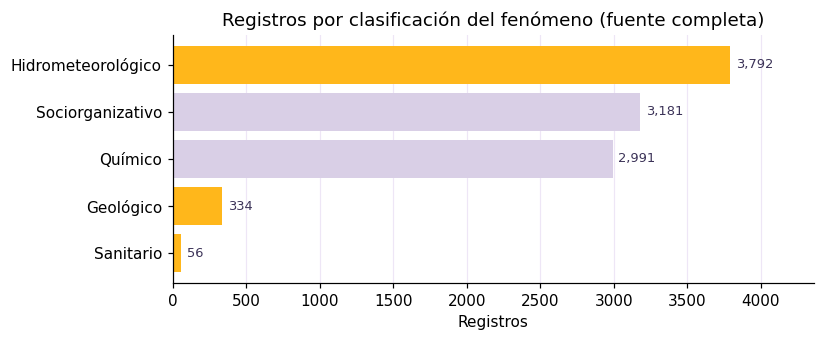 Registros por clasificación del fenómeno (fuente completa)
Hidrometeorológico 3,792
Sociorganizativo 3,181
Químico 2,991
Geológico 334
Sanitario 56
0 500 1000 1500 2000 2500 3000 3500 4000
Registros